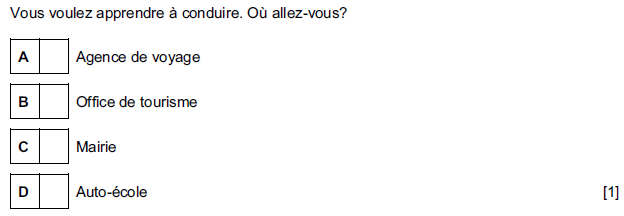 Vous voulez apprendre à conduire. Où allez-vous?
A Agence de voyage
B Office de tourisme
C Mairie
D Auto-école [1]